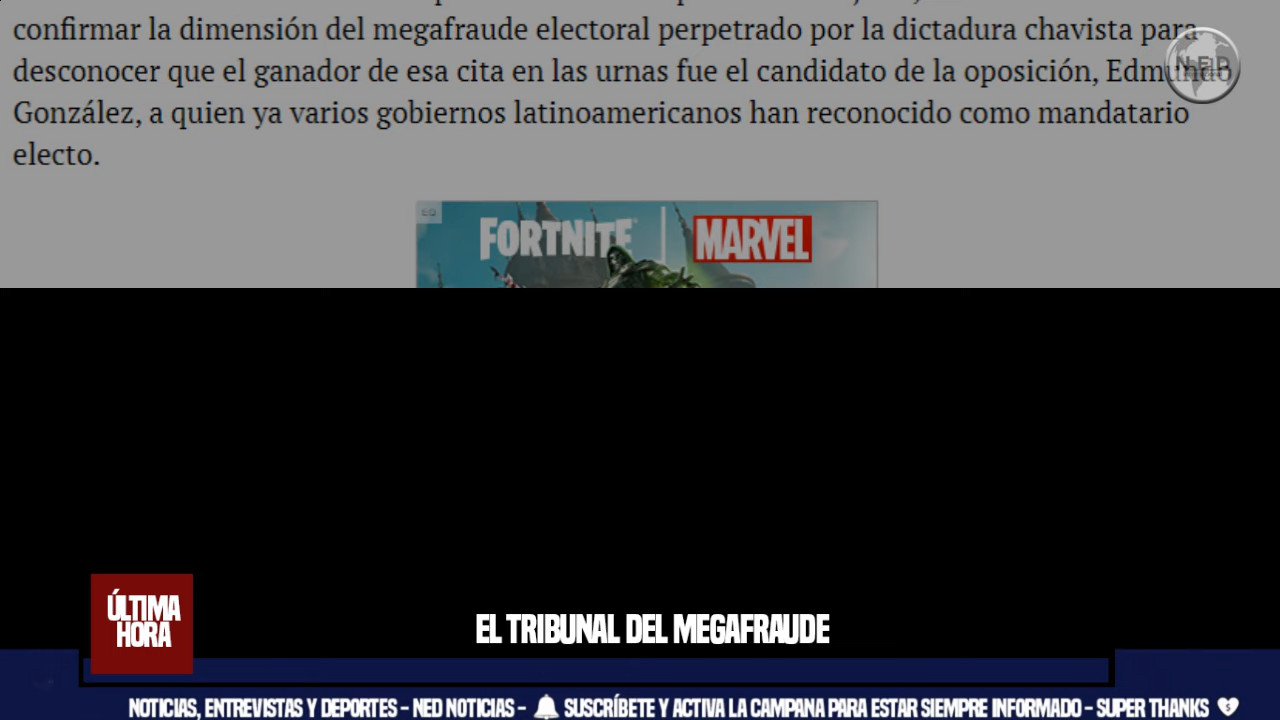 confirmar la dimensión del megafraude electoral perpetrado por la dictadura chavista para
desconocer que el ganador de esa cita en las urnas fue el candidato de la oposición, Edmundo
González, a quien ya varios gobiernos latinoamericanos han reconocido como mandatario
electo.
FORTNITE
MARVEL
ÚLTIMA
HORA
EL TRIBUNAL DEL MEGAFRAUDE
NOTICIAS, ENTREVISTAS Y DEPORTES - NED NOTICIAS - SUSCRÍBETE Y ACTIVA LA CAMPANA PARA ESTAR SIEMPRE INFORMADO - SUPER THANKS